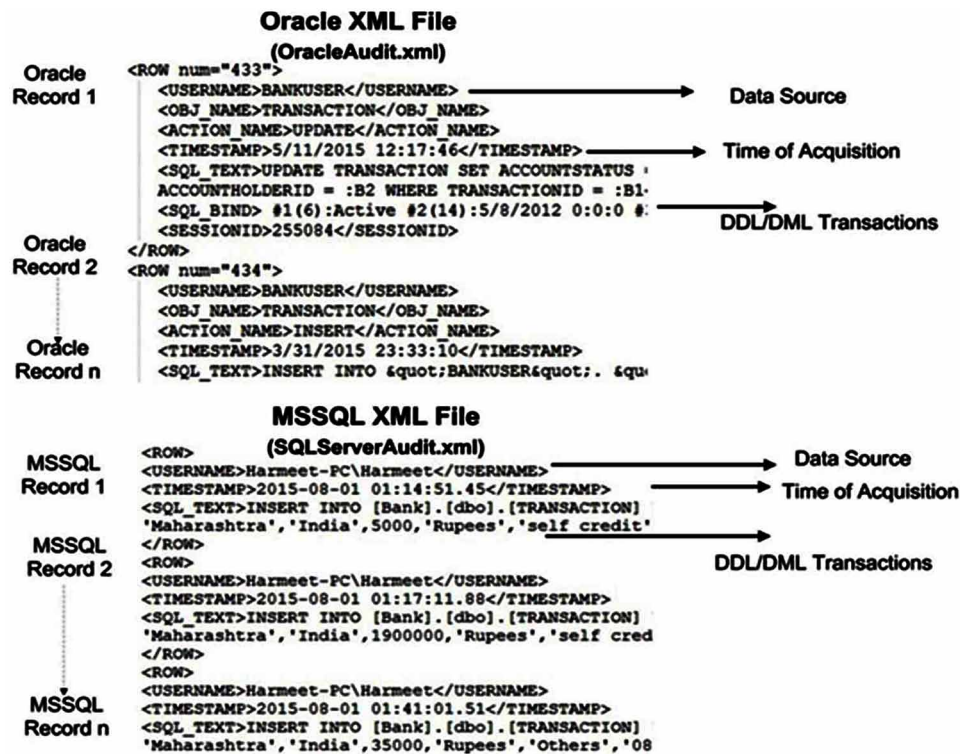 Oracle XML File
(OracleAudit.xml)
Oracle
Record 1
<ROW num="433">
<USERNAME>BANKUSER</USERNAME>
Data Source
<OBJ_NAME>TRANSACTION</OBJ_NAME>
<ACTION_NAME>UPDATE</ACTION_NAME>
<TIMESTAMP>5/11/2015 12:17:46</TIMESTAMP>
Time of Acquisition
<SQL_TEXT>UPDATE TRANSACTION SET ACCOUNTSTATUS
ACCOUNTHOLDERID = :B2 WHERE TRANSACTIONID = :B1
<SQL_BIND> #1(6):Active #2(14):5/8/2012 0:0:0 #
DDL/DML Transactions
<SESSIONID>255084</SESSIONID>
</ROW>
Oracle
Record 2
<ROW num="434">
<USERNAME>BANKUSER</USERNAME>
<OBJ_NAME>TRANSACTION</OBJ_NAME>
<ACTION_NAME>INSERT</ACTION_NAME>
<TIMESTAMP>3/31/2015 23:33:10</TIMESTAMP>
Oracle
Record n
<SQL_TEXT>INSERT INTO &quot;BANKUSER&quot;. &qu
MSSQL XML File
(SQLServerAudit.xml)
MSSQL
Record 1
<ROW>
<USERNAME>Harmeet-PC\Harmeet</USERNAME>
Data Source
<TIMESTAMP>2015-08-01 01:14:51.45</TIMESTAMP>
Time of Acquisition
<SQL_TEXT>INSERT INTO [Bank].[dbo].[TRANSACTION]
'Maharashtra','India',5000,'Rupees','self credit'
DDL/DML Transactions
</ROW>
MSSQL
Record 2
<ROW>
<USERNAME>Harmeet-PC\Harmeet</USERNAME>
<TIMESTAMP>2015-08-01 01:17:11.88</TIMESTAMP>
<SQL_TEXT>INSERT INTO [Bank].[dbo].[TRANSACTION]
'Maharashtra','India',1900000,'Rupees','self cred
</ROW>
<ROW>
<USERNAME>Harmeet-PC\Harmeet</USERNAME>
MSSQL
Record n
<TIMESTAMP>2015-08-01 01:41:01.51</TIMESTAMP>
<SQL_TEXT>INSERT INTO [Bank].[dbo].[TRANSACTION]
'Maharashtra','India',35000,'Rupees','Others','08